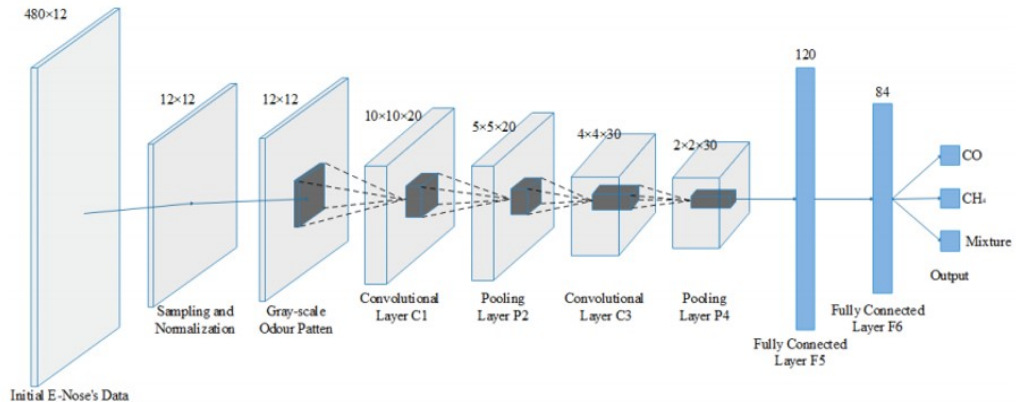 480×12
12×12
12×12
10×10×20
5×5×20
4×4×30
2×2×30
120
84
CO
CH₄
Mixture
Output
Initial E-Nose's Data
Sampling and
Normalization
Gray-scale
Odour Patten
Convolutional
Layer C1
Pooling
Layer P2
Convolutional
Layer C3
Pooling
Layer P4
Fully Connected
Layer F5
Fully Connected
Layer F6